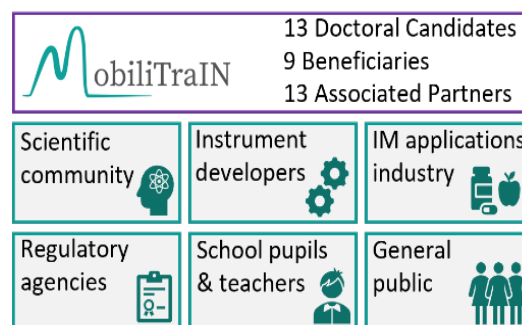 MobiliTraIN
13 Doctoral Candidates
9 Beneficiaries
13 Associated Partners
Scientific
community
Instrument
developers
IM applications
industry
Regulatory
agencies
School pupils
& teachers
General
public